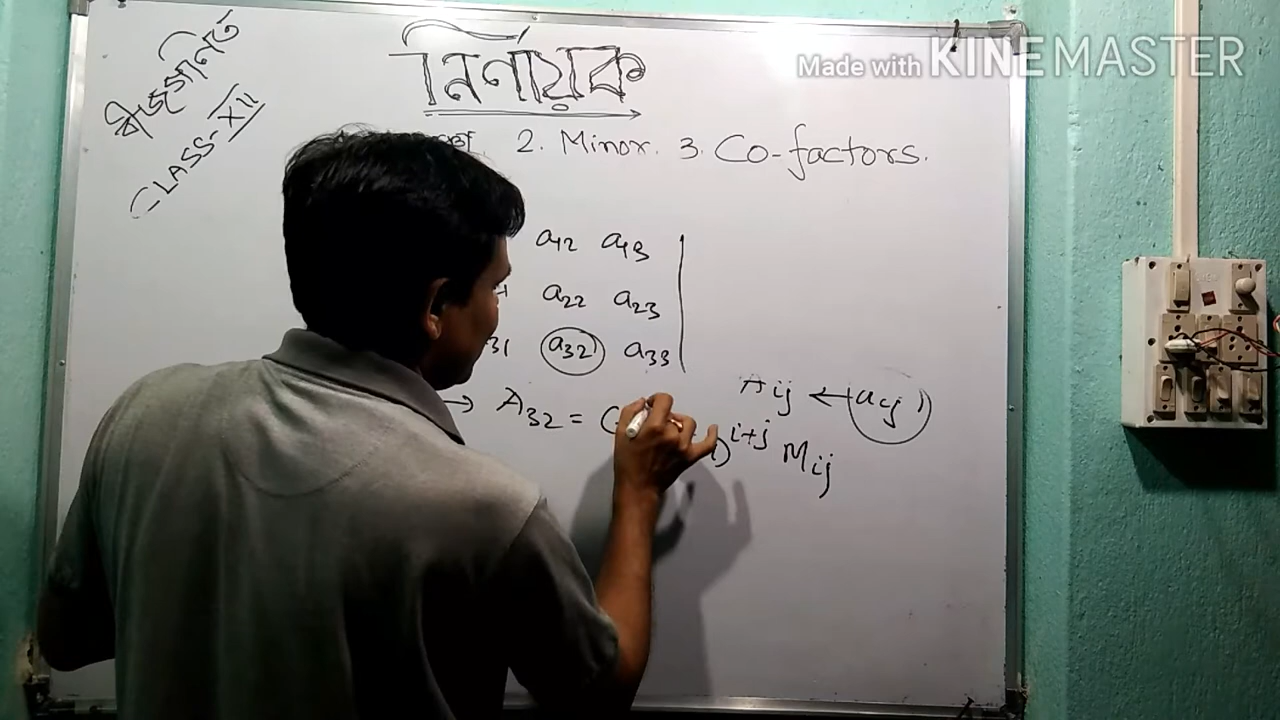 Made with KINEMASTER
বীজগণিত
CLASS-XII
নির্ণায়ক
2. Minor. 3. Co-factors.
a12 a13
a22 a23
31 a32 a33
Aij ← aij
→ A32 = (
i+j Mij